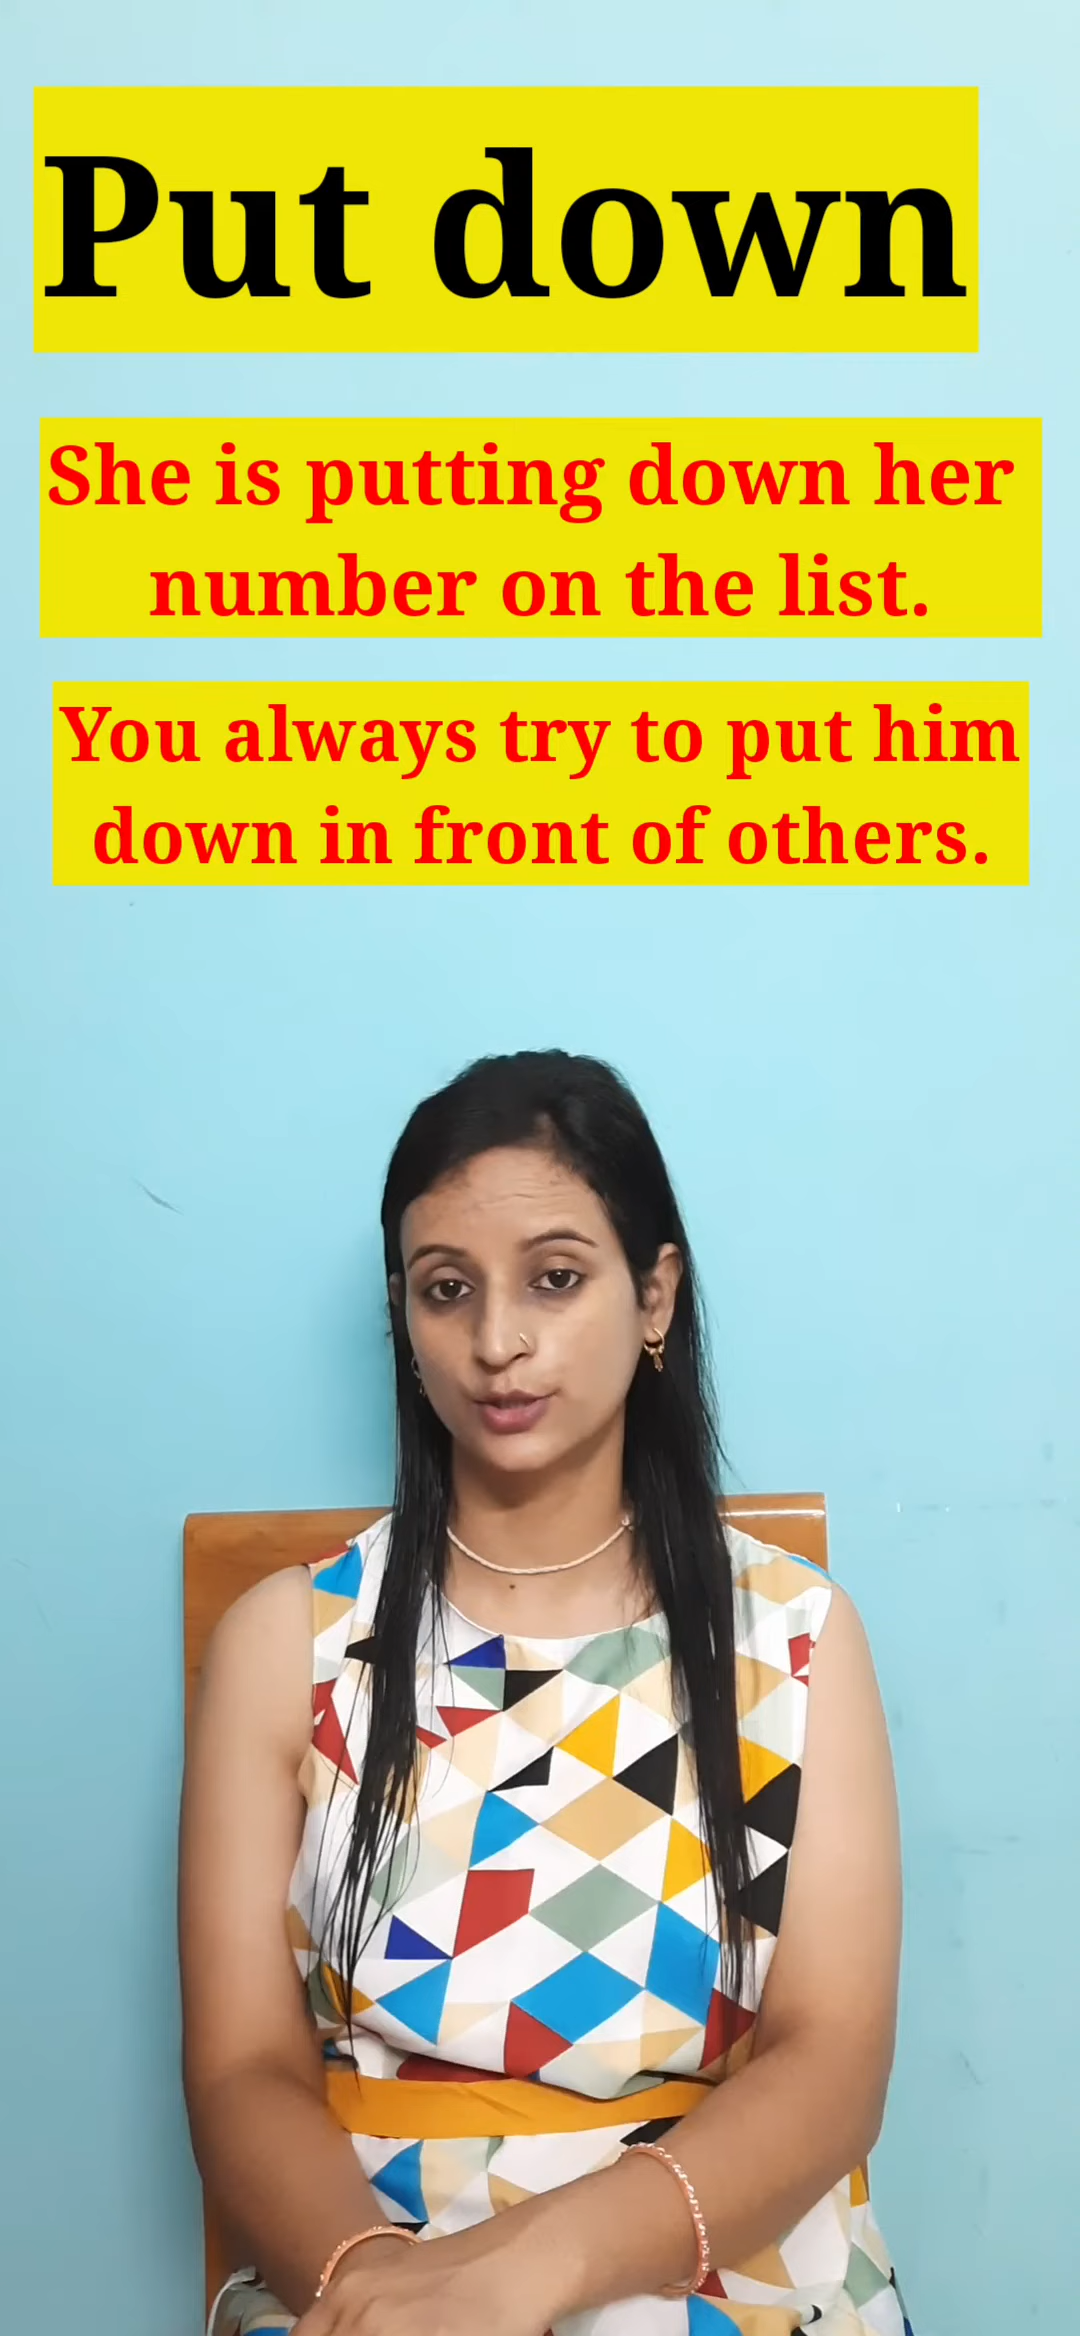 Put down
She is putting down her
number on the list.
You always try to put him
down in front of others.